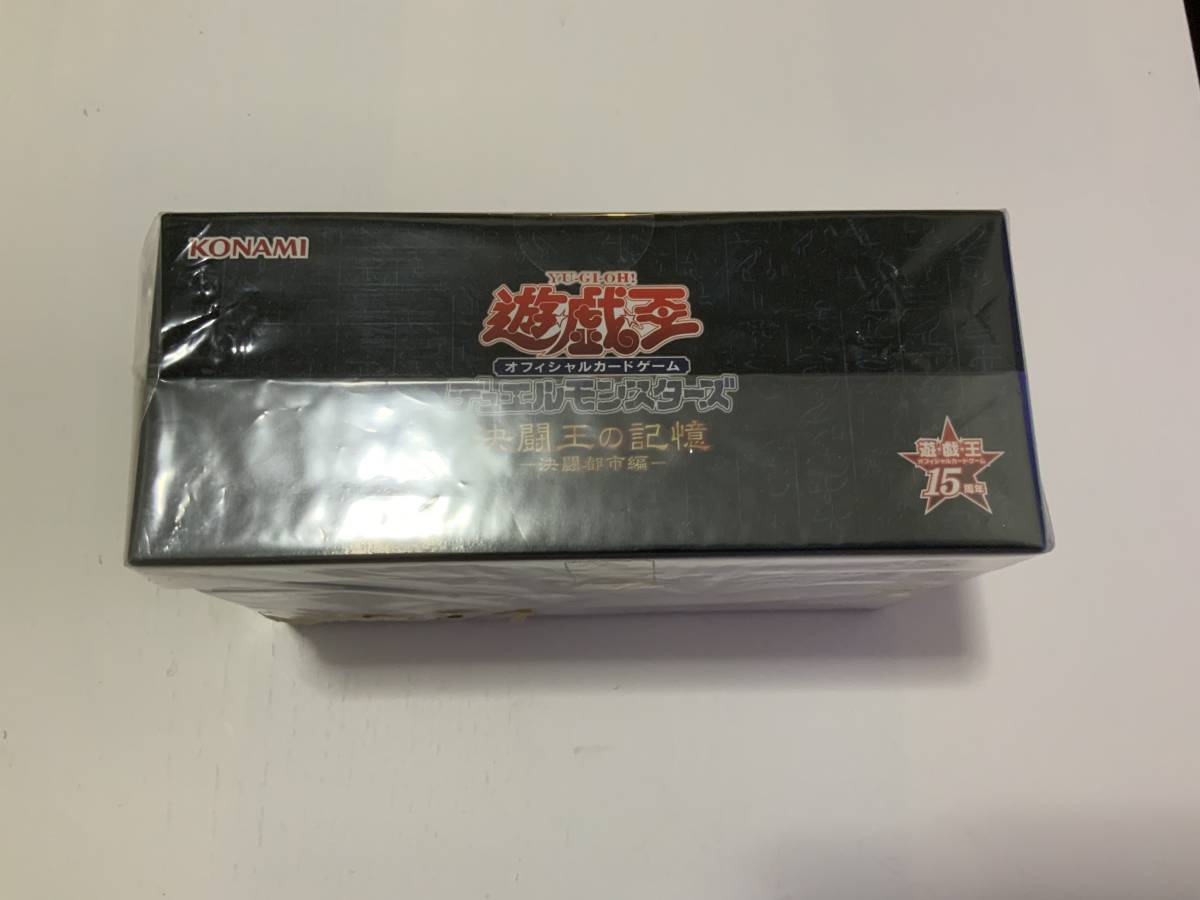 KONAMI
YU-GI-OH!
遊☆戯☆王
オフィシャルカードゲーム
デュエルモンスターズ
決闘王の記憶
―決闘都市編―
遊・戯・王
オフィシャルカードゲーム
15周年